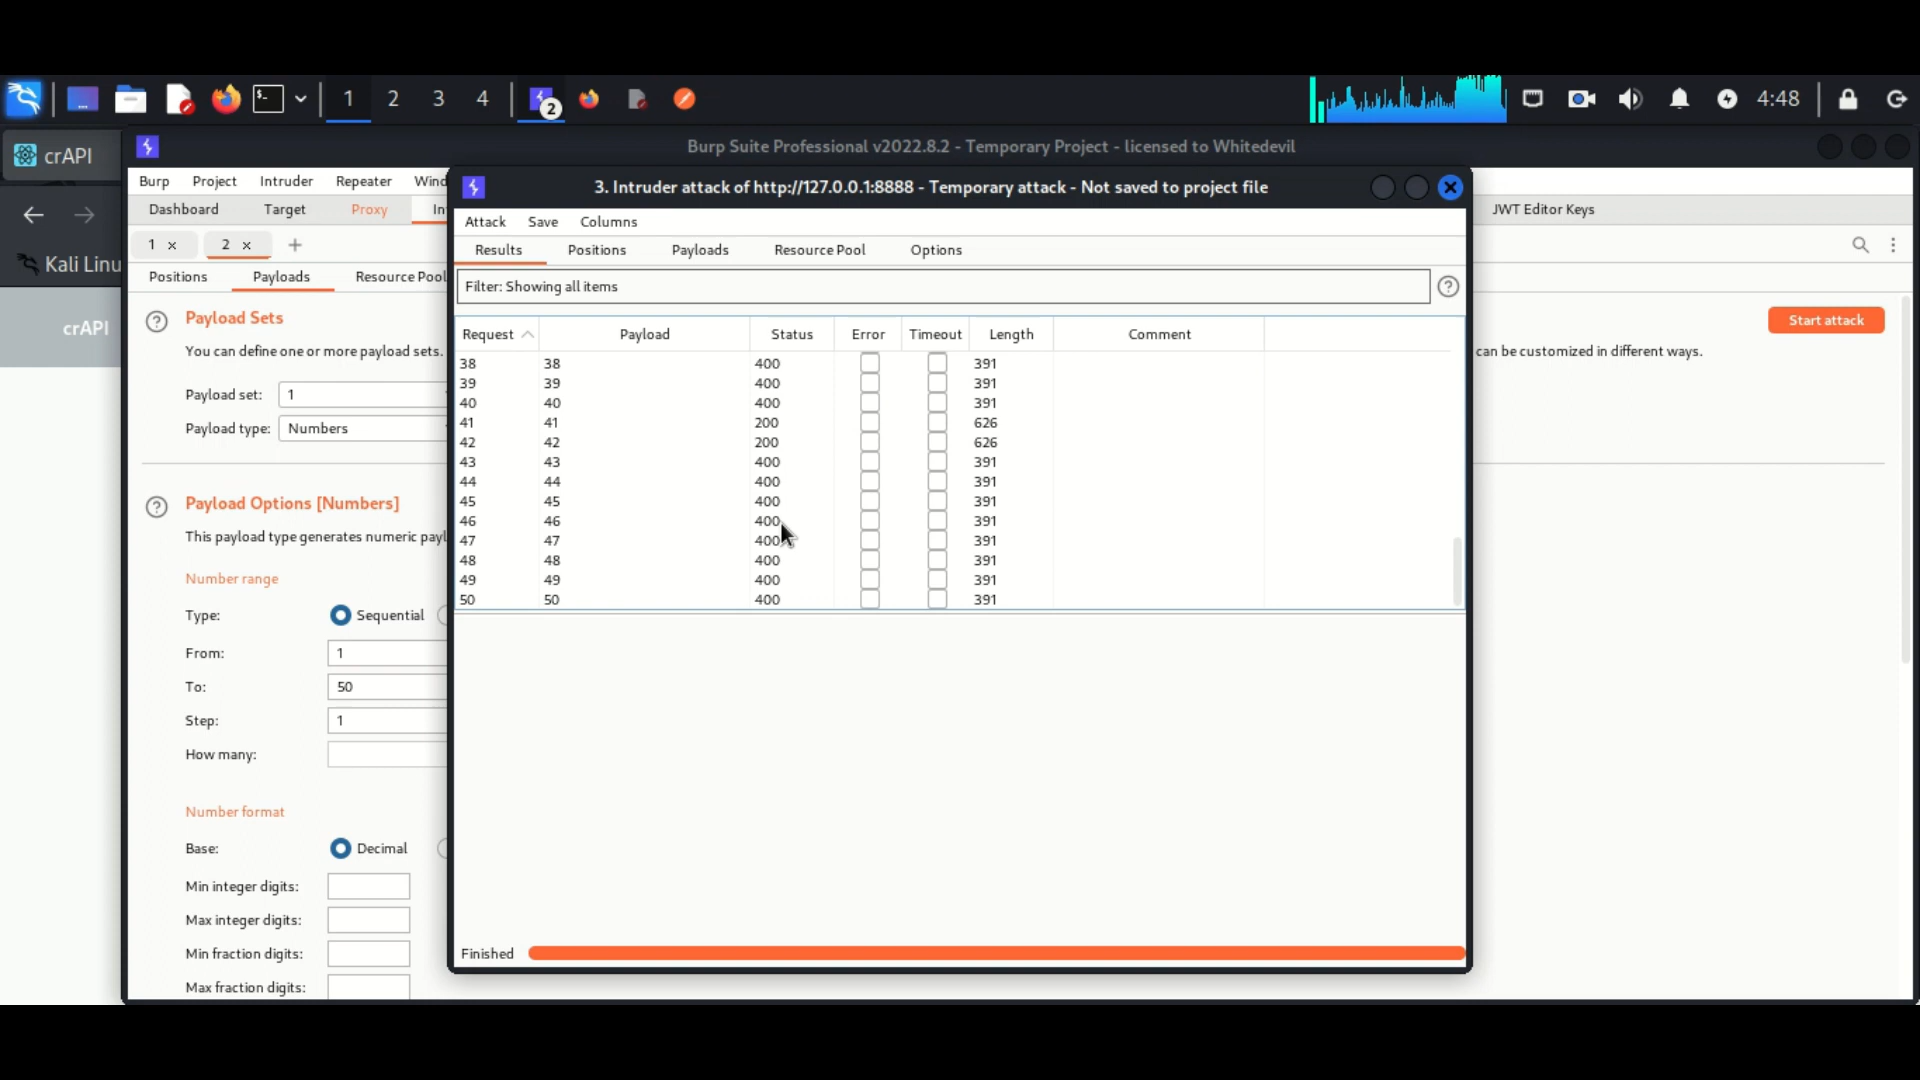 1 2 3 4 2 4:48
crAPI
Burp Suite Professional v2022.8.2 - Temporary Project - licensed to Whitedevil
Burp Project Intruder Repeater Wind
3. Intruder attack of http://127.0.0.1:8888 - Temporary attack - Not saved to project file
Dashboard Target Proxy In
JWT Editor Keys
Attack Save Columns
1 × 2 × +
Results Positions Payloads Resource Pool Options
Kali Linu
Positions Payloads Resource Pool
Filter: Showing all items
Payload Sets
Start attack
crAPI
You can define one or more payload sets.
can be customized in different ways.
Payload set: 1
Payload type: Numbers
Request Payload Status Error Timeout Length Comment
38 38 400 391
39 39 400 391
40 40 400 391
41 41 200 626
42 42 200 626
43 43 400 391
44 44 400 391
45 45 400 391
46 46 400 391
47 47 400 391
48 48 400 391
49 49 400 391
50 50 400 391
Payload Options [Numbers]
This payload type generates numeric payl
Number range
Type: Sequential
From: 1
To: 50
Step: 1
How many:
Number format
Base: Decimal
Min integer digits:
Max integer digits:
Min fraction digits:
Max fraction digits:
Finished